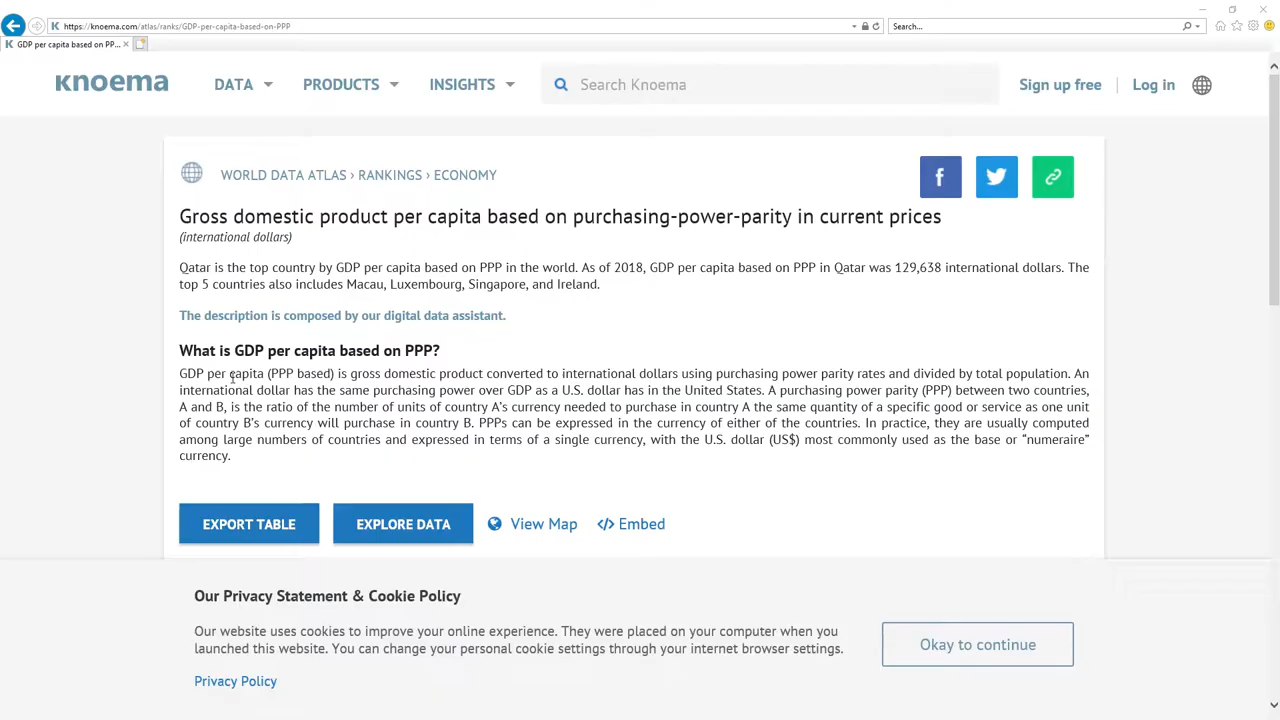 https://knoema.com/atlas/ranks/GDP-per-capita-based-on-PPP
Search...
GDP per capita based on PP...
knoema
DATA
PRODUCTS
INSIGHTS
Search Knoema
Sign up free
Log in
WORLD DATA ATLAS › RANKINGS › ECONOMY
Gross domestic product per capita based on purchasing-power-parity in current prices
(international dollars)
Qatar is the top country by GDP per capita based on PPP in the world. As of 2018, GDP per capita based on PPP in Qatar was 129,638 international dollars. The
top 5 countries also includes Macau, Luxembourg, Singapore, and Ireland.
The description is composed by our digital data assistant.
What is GDP per capita based on PPP?
GDP per capita (PPP based) is gross domestic product converted to international dollars using purchasing power parity rates and divided by total population. An
international dollar has the same purchasing power over GDP as a U.S. dollar has in the United States. A purchasing power parity (PPP) between two countries,
A and B, is the ratio of the number of units of country A's currency needed to purchase in country A the same quantity of a specific good or service as one unit
of country B's currency will purchase in country B. PPPs can be expressed in the currency of either of the countries. In practice, they are usually computed
among large numbers of countries and expressed in terms of a single currency, with the U.S. dollar (US$) most commonly used as the base or “numeraire”
currency.
EXPORT TABLE
EXPLORE DATA
View Map
</> Embed
Our Privacy Statement & Cookie Policy
Our website uses cookies to improve your online experience. They were placed on your computer when you
launched this website. You can change your personal cookie settings through your internet browser settings.
Okay to continue
Privacy Policy